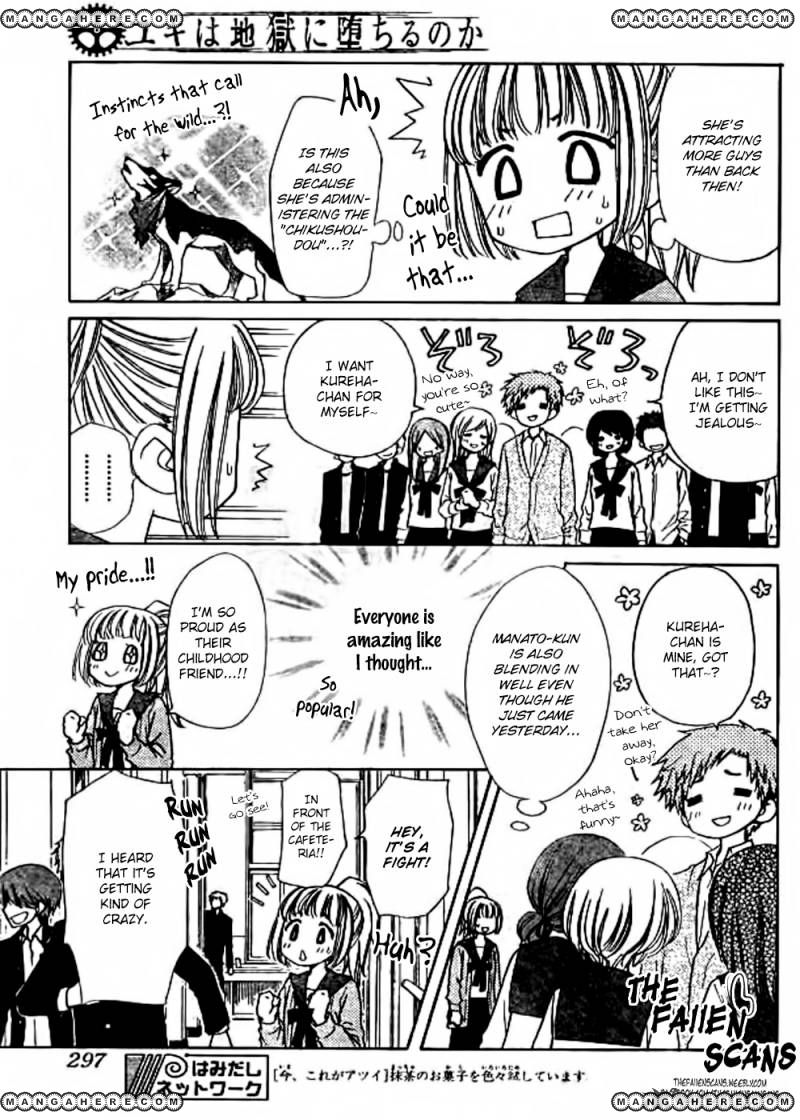 MANGAHERE.COM MANGAHERE.COM
ユキは地獄に堕ちるのか
SHE'S
ATTRACTING
MORE GUYS
THAN BACK
THEN!
Ah,
Could
it be
that...
IS THIS
ALSO
BECAUSE
SHE'S ADMIN-
ISTERING THE
"CHIKUSHOU-
DOU"...?!
Instincts that call
for the wild...?!
AH, I DON'T
LIKE THIS~
I'M GETTING
JEALOUS~
ぞろぞろ
Eh, of
what?
No way,
you're so
cute~
I WANT
KUREHA-
CHAN FOR
MYSELF~
........
KUREHA-
CHAN IS
MINE, GOT
THAT~?
Don't
take her
away,
okay?
Ahaha,
that's
funny~
MANATO-KUN
IS ALSO
BLENDING IN
WELL EVEN
THOUGH HE
JUST CAME
YESTERDAY...
Everyone is
amazing like
I thought...
So
popular!
I'M SO
PROUD AS
THEIR
CHILDHOOD
FRIEND...!!
My pride...!!
HEY,
IT'S A
FIGHT!
Huh?
IN
FRONT
OF THE
CAFETE-
RIA!!
Let's
go see!
RUN
RUN
RUN
I HEARD
THAT IT'S
GETTING
KIND OF
CRAZY.
THE
FALLEN
SCANS
THEFALLENSCANS.WEEBLY.COM
297
はみだし
ネットワーク
[今、これがアツイ]抹茶のお菓子を色々試しています
MANGAHERE.COM MANGAHERE.COM